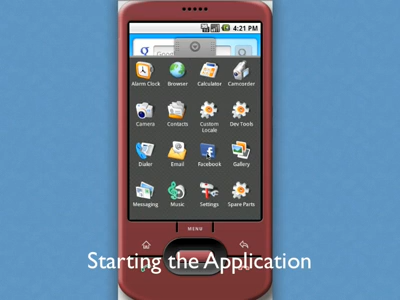 4:21 PM
Alarm Clock Browser Calculator Camcorder
Camera Contacts Custom Locale Dev Tools
Dialer Email Facebook Gallery
Messaging Music Settings Spare Parts
MENU
Starting the Application